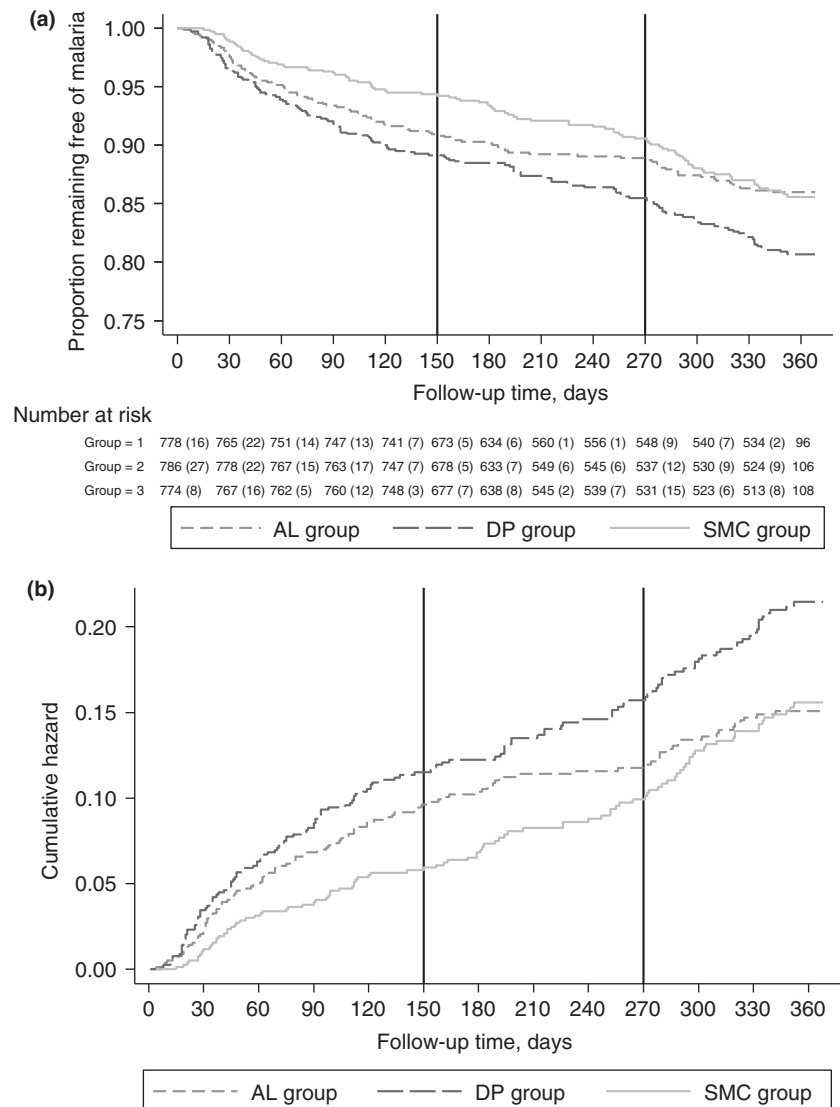 (a)
Proportion remaining free of malaria
1.00
0.95
0.90
0.85
0.80
0.75
0 30 60 90 120 150 180 210 240 270 300 330 360
Follow-up time, days
Number at risk
Group = 1 778 (16) 765 (22) 751 (14) 747 (13) 741 (7) 673 (5) 634 (6) 560 (1) 556 (1) 548 (9) 540 (7) 534 (2) 96
Group = 2 786 (27) 778 (22) 767 (15) 763 (17) 747 (7) 678 (5) 633 (7) 549 (6) 545 (6) 537 (12) 530 (9) 524 (9) 106
Group = 3 774 (8) 767 (16) 762 (5) 760 (12) 748 (3) 677 (7) 638 (8) 545 (2) 539 (7) 531 (15) 523 (6) 513 (8) 108
AL group DP group SMC group
(b)
Cumulative hazard
0.20
0.15
0.10
0.05
0.00
0 30 60 90 120 150 180 210 240 270 300 330 360
Follow-up time, days
AL group DP group SMC group